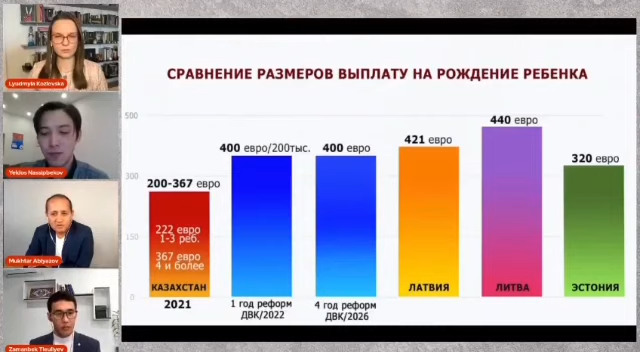 Lyudmyla Kozlovska
Yeldos Nassipbekov
Mukhtar Ablyazov
Zamanbek Tleuliyev
СРАВНЕНИЕ РАЗМЕРОВ ВЫПЛАТУ НА РОЖДЕНИЕ РЕБЕНКА
500
300
150
0
200-367 евро
400 евро/200тыс.
400 евро
421 евро
440 евро
320 евро
222 евро
1-3 реб.
367 евро
4 и более
КАЗАХСТАН
2021
1 год реформ
ДВК/2022
4 год реформ
ДВК/2026
ЛАТВИЯ
ЛИТВА
ЭСТОНИЯ